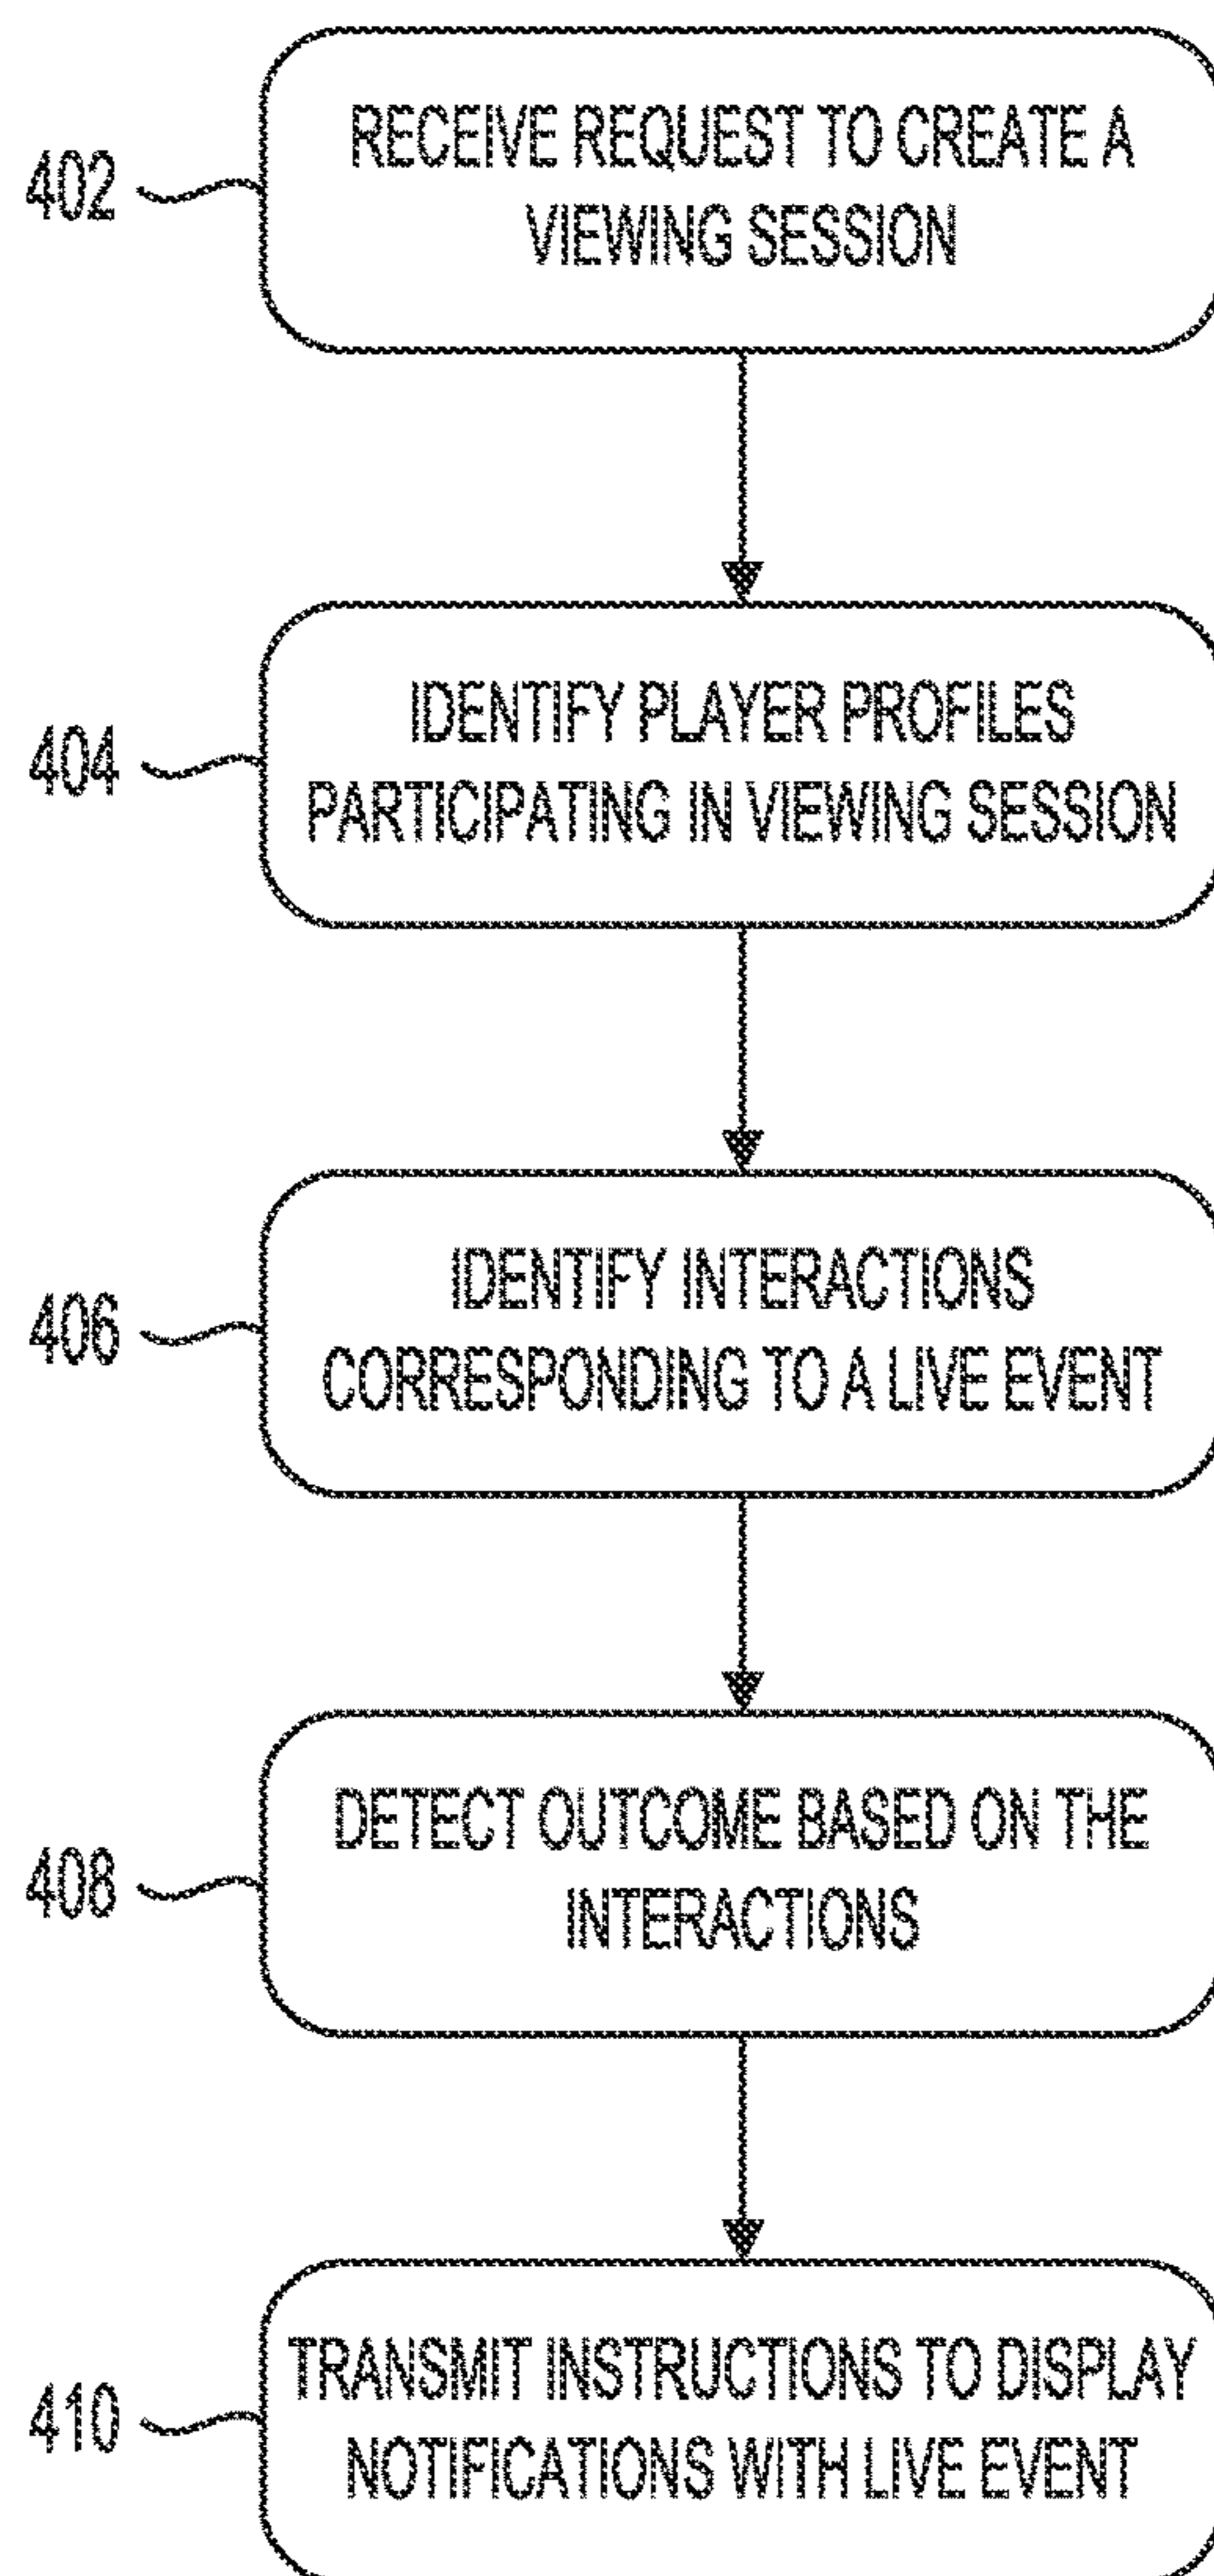 402
RECEIVE REQUEST TO CREATE A
VIEWING SESSION
404
IDENTIFY PLAYER PROFILES
PARTICIPATING IN VIEWING SESSION
406
IDENTIFY INTERACTIONS
CORRESPONDING TO A LIVE EVENT
408
DETECT OUTCOME BASED ON THE
INTERACTIONS
410
TRANSMIT INSTRUCTIONS TO DISPLAY
NOTIFICATIONS WITH LIVE EVENT